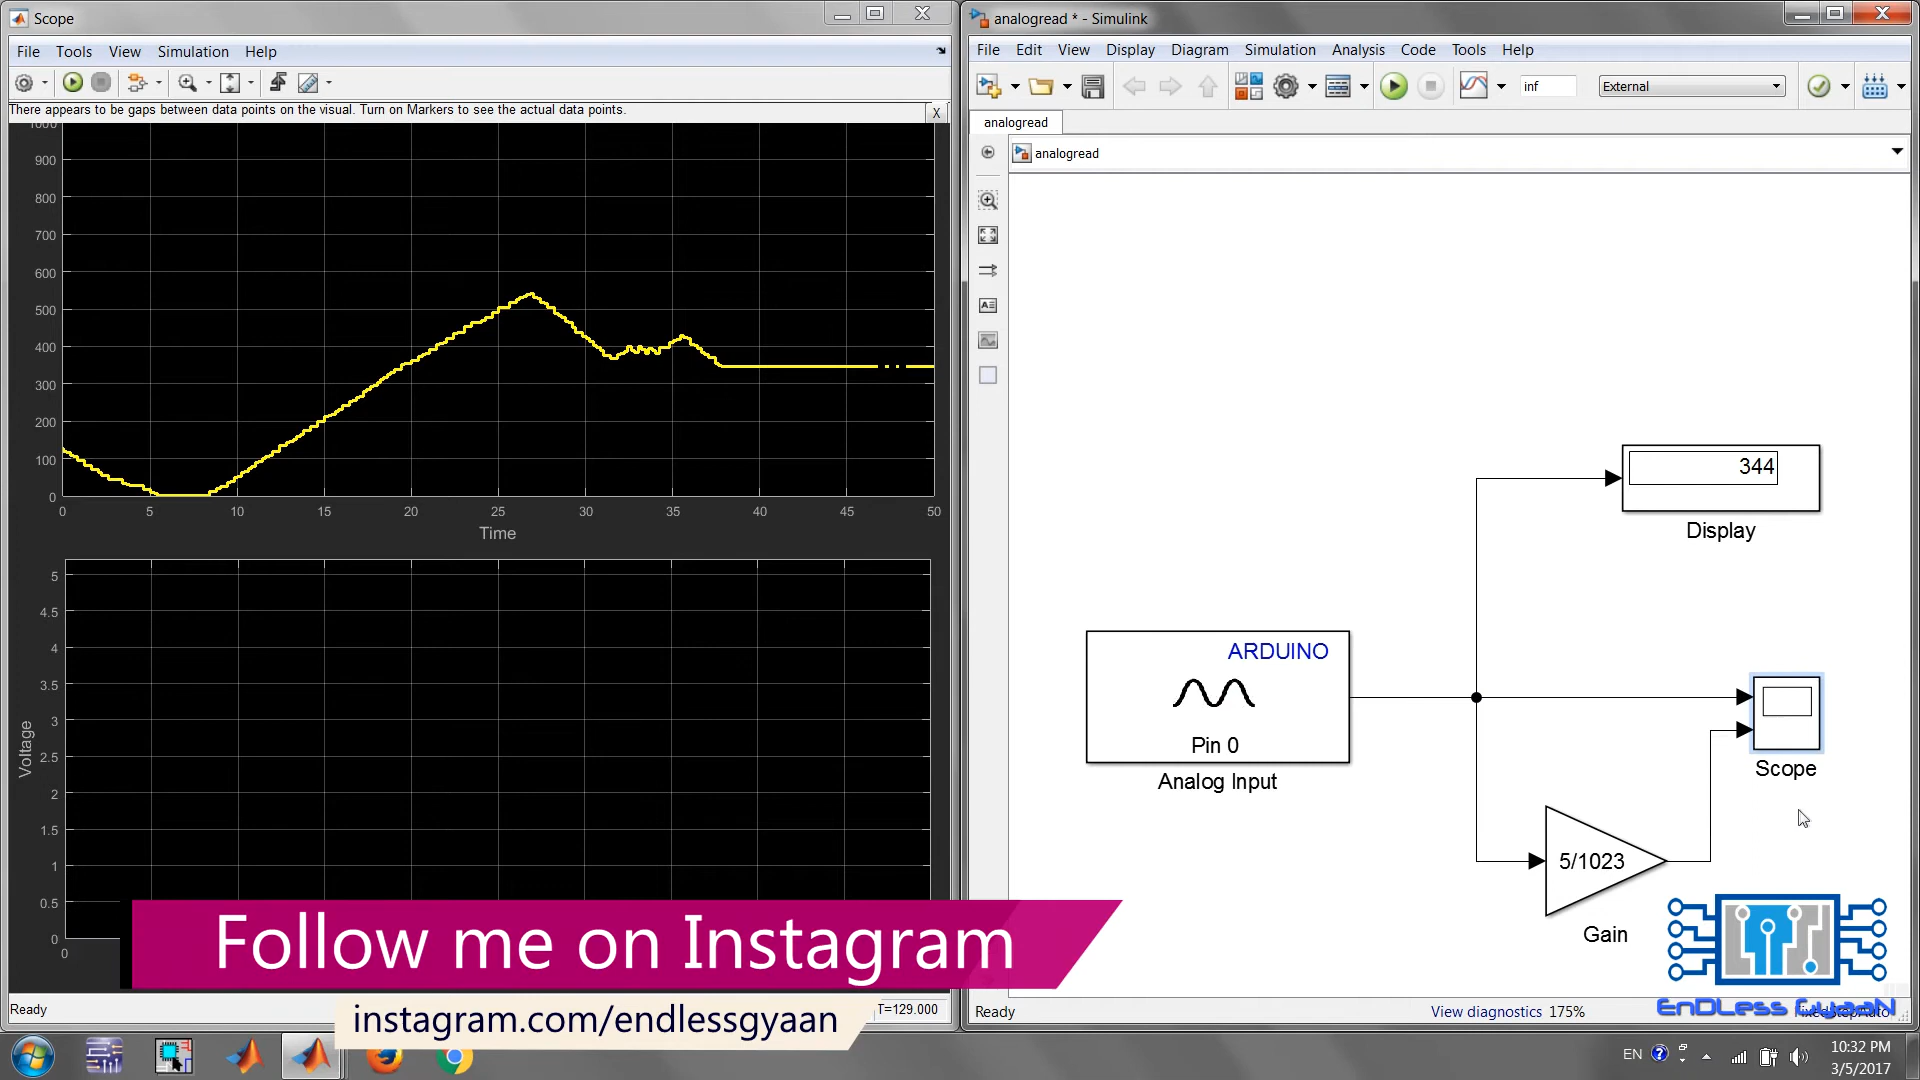 Scope
File Tools View Simulation Help
There appears to be gaps between data points on the visual. Turn on Markers to see the actual data points.
X
1000
900
800
700
600
500
400
300
200
100
0
0 5 10 15 20 25 30 35 40 45 50
Time
5
4.5
4
3.5
3
2.5
2
1.5
1
0.5
0
Voltage
0
Ready
T=129.000
Follow me on Instagram
instagram.com/endlessgyaan
analogread * - Simulink
File Edit View Display Diagram Simulation Analysis Code Tools Help
inf
External
analogread
analogread
344
Display
ARDUINO
Pin 0
Analog Input
Scope
5/1023
Gain
EnDLess GyaaN
Ready
View diagnostics 175%
FixedStepAuto
EN
10:32 PM
3/5/2017